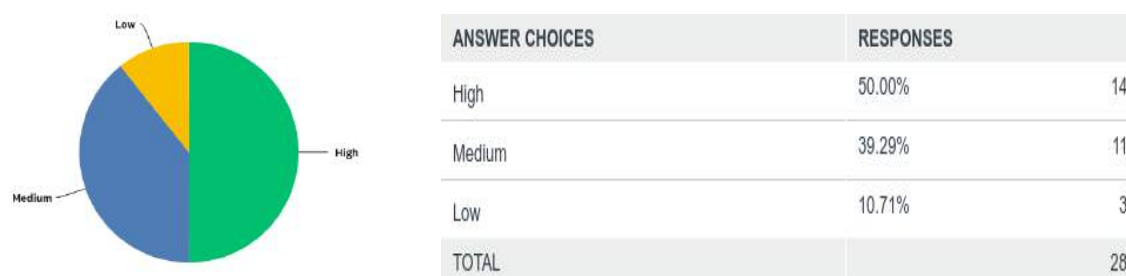 Low
High
Medium
ANSWER CHOICES RESPONSES
High 50.00% 14
Medium 39.29% 11
Low 10.71% 3
TOTAL 28